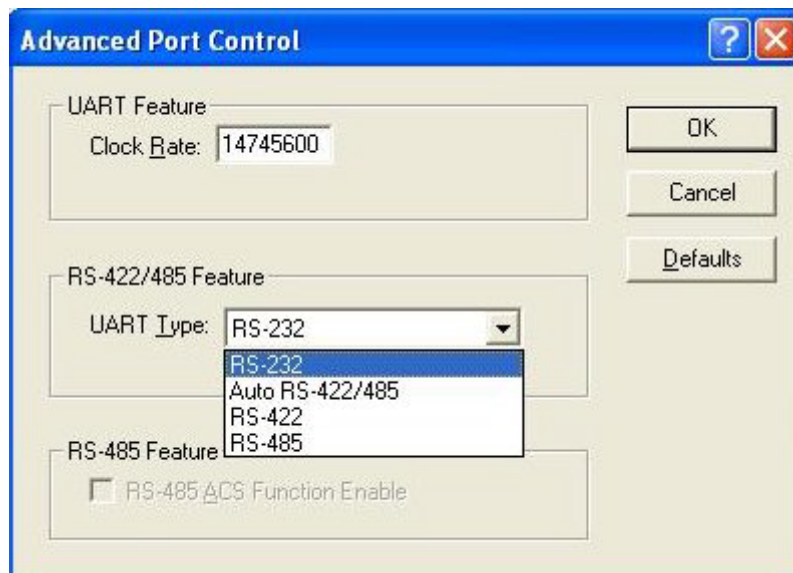 Advanced Port Control
UART Feature
Clock Rate: 14745600
OK
Cancel
Defaults
RS-422/485 Feature
UART Type: RS-232
RS-232
Auto RS-422/485
RS-422
RS-485
RS-485 Feature
RS-485 ACS Function Enable